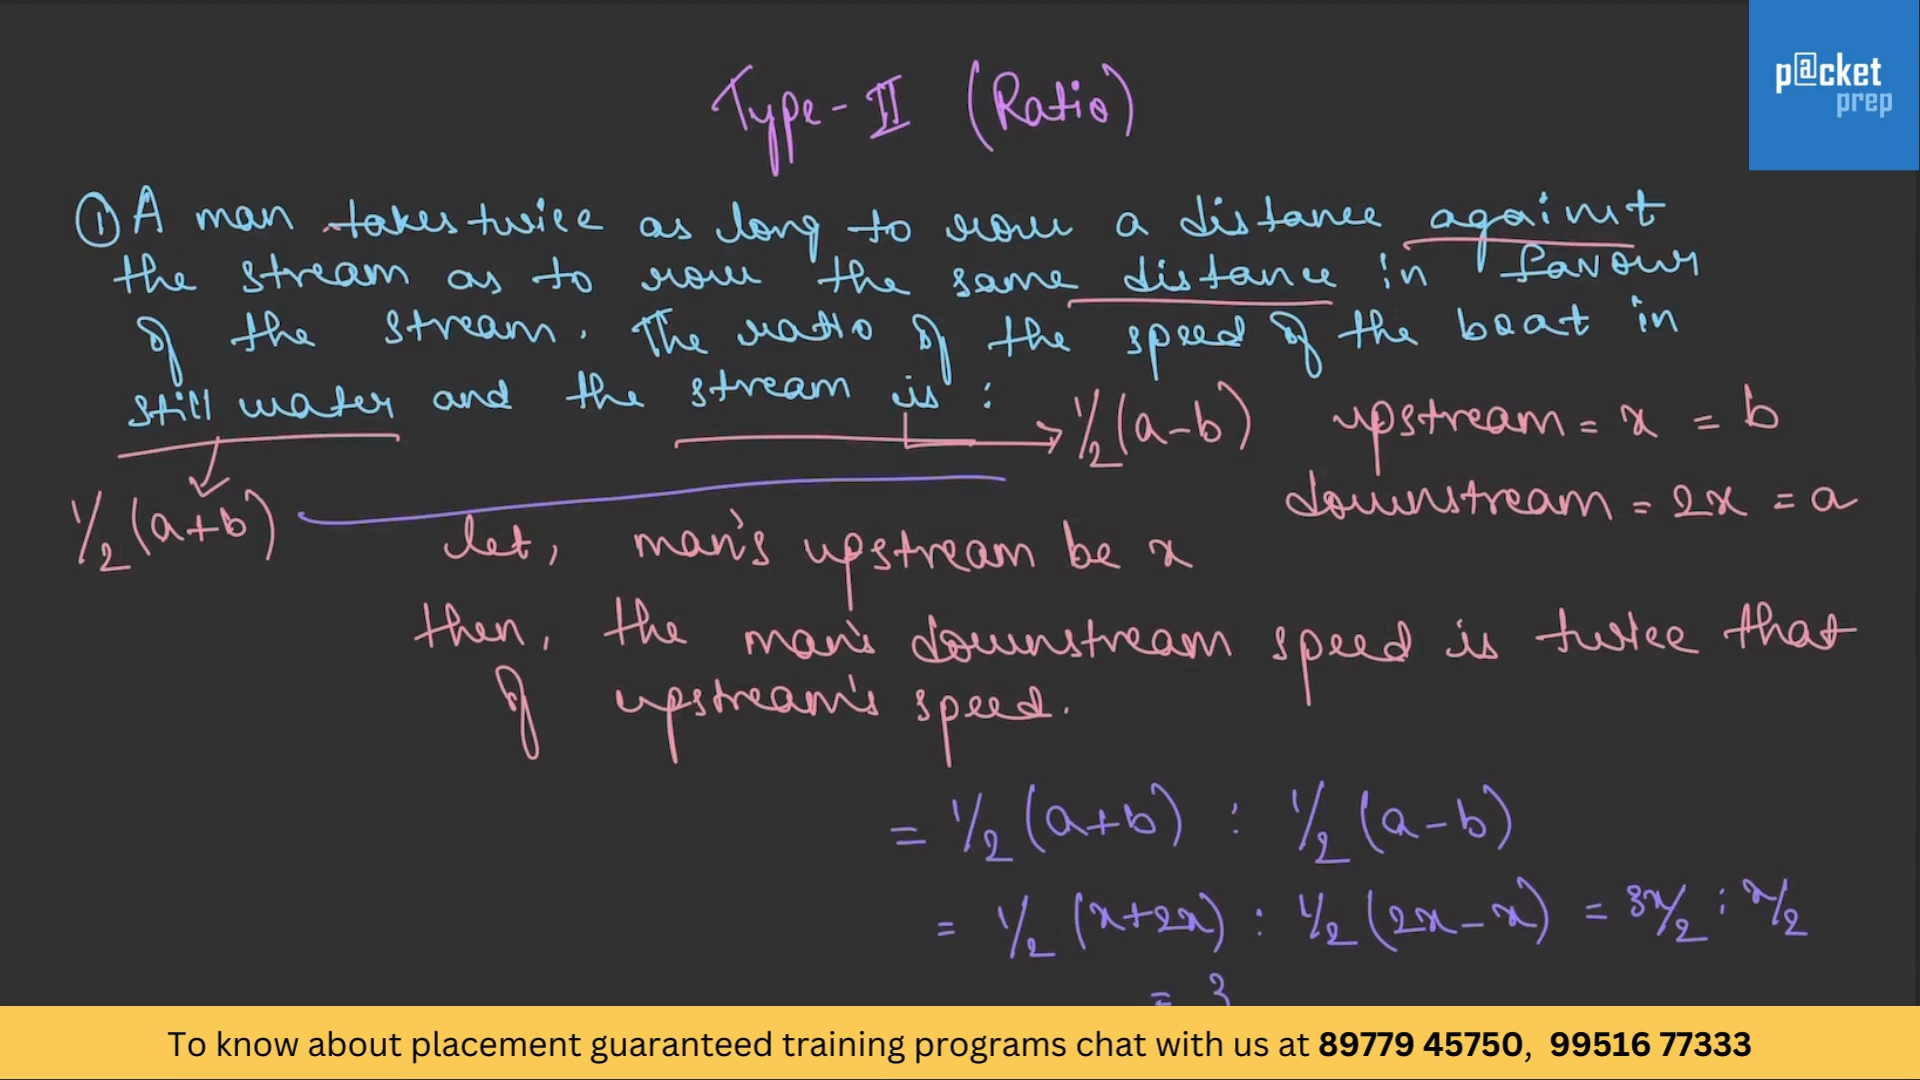 p@cket
prep
Type-II (Ratio)
① A man takes twice as long to row a distance against
the stream as to row the same distance in favour
of the stream. The ratio of the speed of the boat in
still water and the stream is :
1/2(a-b)
upstream = x = b
downstream = 2x = a
1/2(a+b)
let, man's upstream be x
then, the man's downstream speed is twice that
of upstream's speed.
= 1/2 (a+b) : 1/2 (a-b)
= 1/2 (x+2x) : 1/2 (2x-x) = 3x/2 : x/2
= 3
To know about placement guaranteed training programs chat with us at 89779 45750, 99516 77333